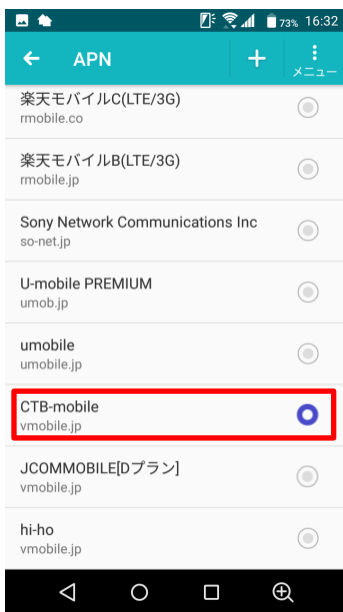 73% 16:32
APN
メニュー
楽天モバイルC(LTE/3G)
rmobile.co
楽天モバイルB(LTE/3G)
rmobile.jp
Sony Network Communications Inc
so-net.jp
U-mobile PREMIUM
umob.jp
umobile
umobile.jp
CTB-mobile
vmobile.jp
JCOMMOBILE[Dプラン]
vmobile.jp
hi-ho
vmobile.jp